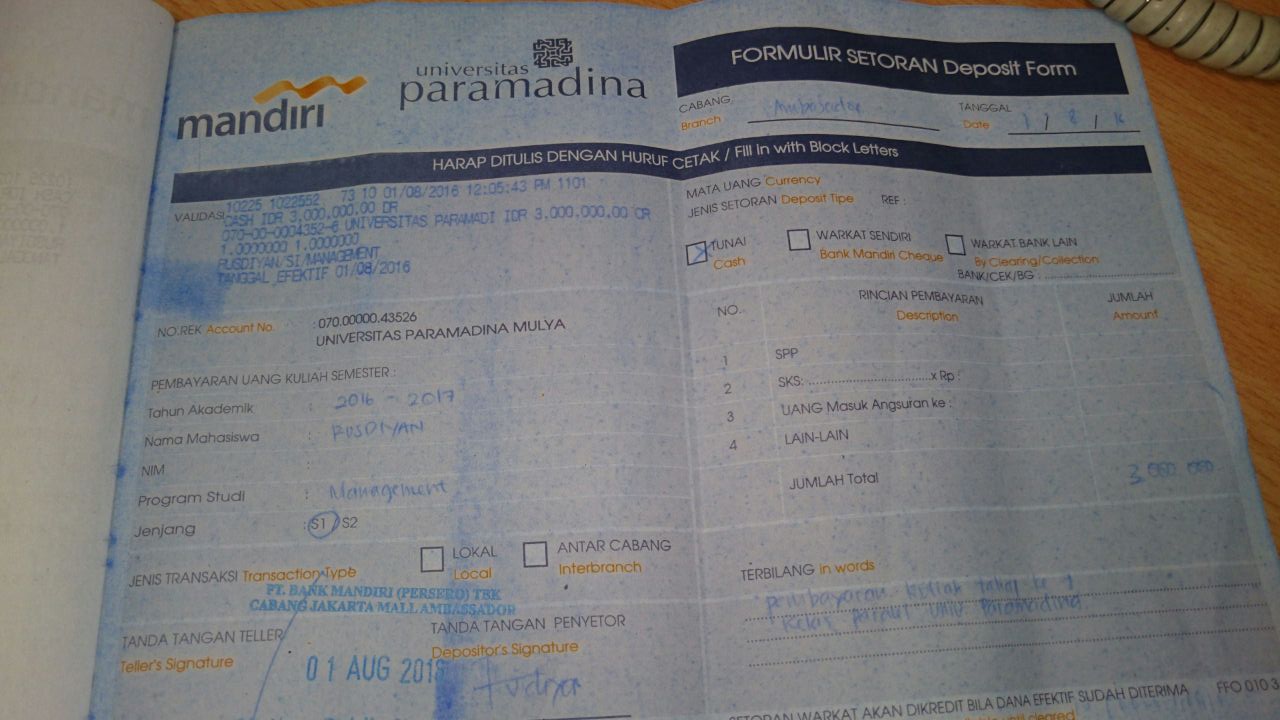 mandiri
universitas
paramadina
FORMULIR SETORAN Deposit Form
CABANG
Branch
TANGGAL
Date
1 / 8 / 16
HARAP DITULIS DENGAN HURUF CETAK / Fill In with Block Letters
VALIDASI
10225 1022552 73 10 01/08/2016 12:05:43 PM 1101
CASH IDR 3,000,000.00 DR
070-00-0004352-6 UNIVERSITAS PARAMADI IDR 3,000,000.00 CR
1.0000000 1.0000000
RUSDIYAN/SI/MANAGEMENT
TANGGAL EFEKTIF 01/08/2016
MATA UANG Currency
JENIS SETORAN Deposit Tipe REF :
TUNAI
Cash
WARKAT SENDIRI
Bank Mandiri Cheque
WARKAT BANK LAIN
By Clearing/Collection
BANK/CEK/BG :
NO.REK Account No. : 070.00000.43526
UNIVERSITAS PARAMADINA MULYA
PEMBAYARAN UANG KULIAH SEMESTER :
Tahun Akademik : 2016 - 2017
Nama Mahasiswa : RUSDIYAN
NIM
Program Studi : Management
Jenjang : S1 / S2
NO. RINCIAN PEMBAYARAN JUMLAH
Description Amount
1 SPP
2 SKS: ................................x Rp :
3 UANG Masuk Angsuran ke :
4 LAIN-LAIN
JUMLAH Total 3.000.000
JENIS TRANSAKSI Transaction Type
LOKAL
Local
ANTAR CABANG
Interbranch
PT. BANK MANDIRI (PERSERO) TBK
CABANG JAKARTA MALL AMBASSADOR
TANDA TANGAN TELLER
Teller's Signature
TANDA TANGAN PENYETOR
Depositor's Signature
01 AUG 2016
TERBILANG in words
pembayaran kuliah tahap ke 1
Kelas Univ Paramadina
SETORAN WARKAT AKAN DIKREDIT BILA DANA EFEKTIF SUDAH DITERIMA FFO 010 3